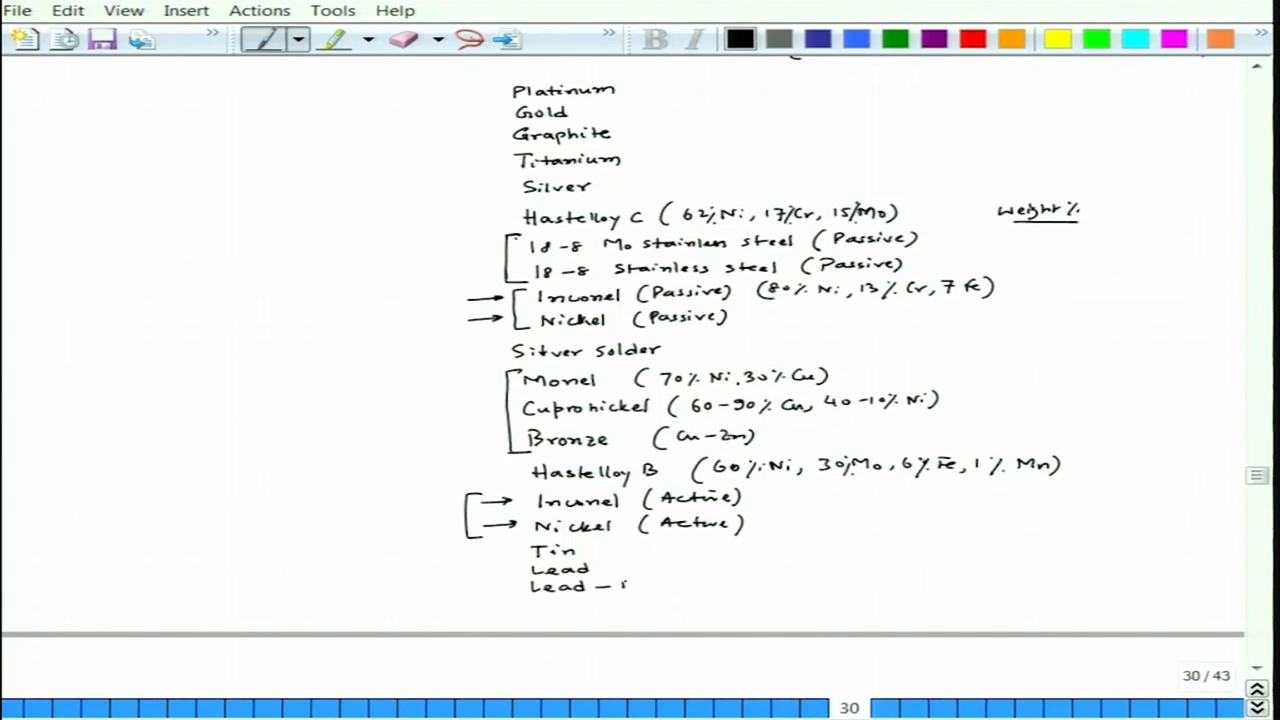 File Edit View Insert Actions Tools Help
B I
Platinum
Gold
Graphite
Titanium
Silver
Hastelloy C (62% Ni, 17% Cr, 15% Mo) Weight %
18-8 Mo stainless steel (Passive)
18-8 stainless steel (Passive)
Inconel (Passive) (80% Ni, 13% Cr, 7 Fe)
Nickel (Passive)
Silver solder
Monel (70% Ni, 30% Cu)
Cupronickel (60-90% Cu, 40-10% Ni)
Bronze (Cu-Zn)
Hastelloy B (60% Ni, 30% Mo, 6% Fe, 1% Mn)
Inconel (Active)
Nickel (Active)
Tin
Lead
Lead -
30 / 43
30